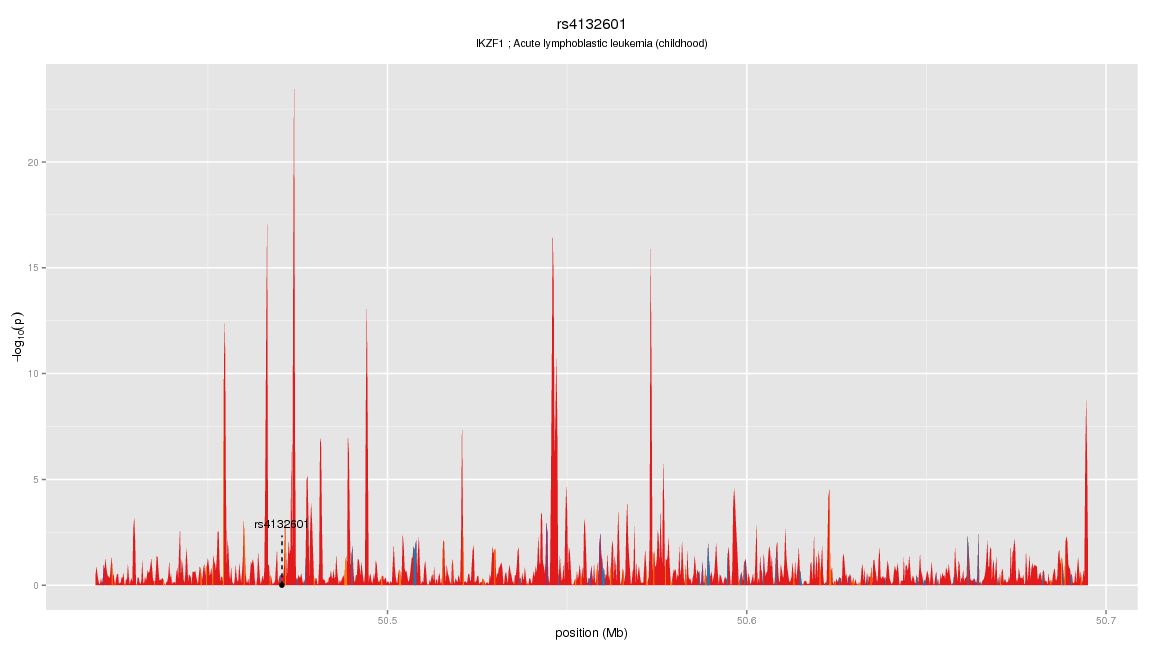 rs4132601
IKZF1 ; Acute lymphoblastic leukemia (childhood)
20
15
10
5
0
−log10(p)
rs4132601
50.5
50.6
50.7
position (Mb)